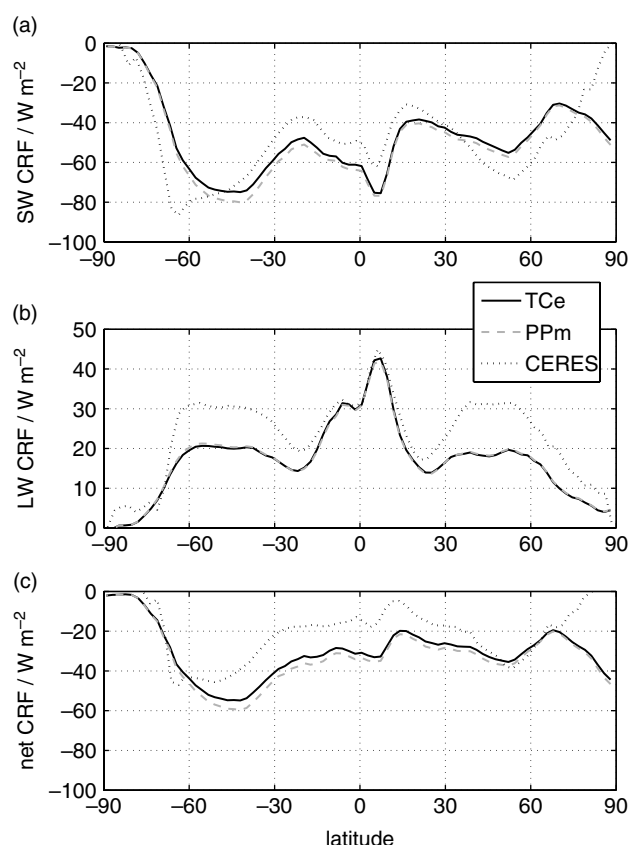 (a)
SW CRF / W m⁻²
0
−20
−40
−60
−80
−100
−90 −60 −30 0 30 60 90
(b)
LW CRF / W m⁻²
50
40
30
20
10
0
−90 −60 −30 0 30 60 90
TCe
PPm
CERES
(c)
net CRF / W m⁻²
0
−20
−40
−60
−80
−100
−90 −60 −30 0 30 60 90
latitude